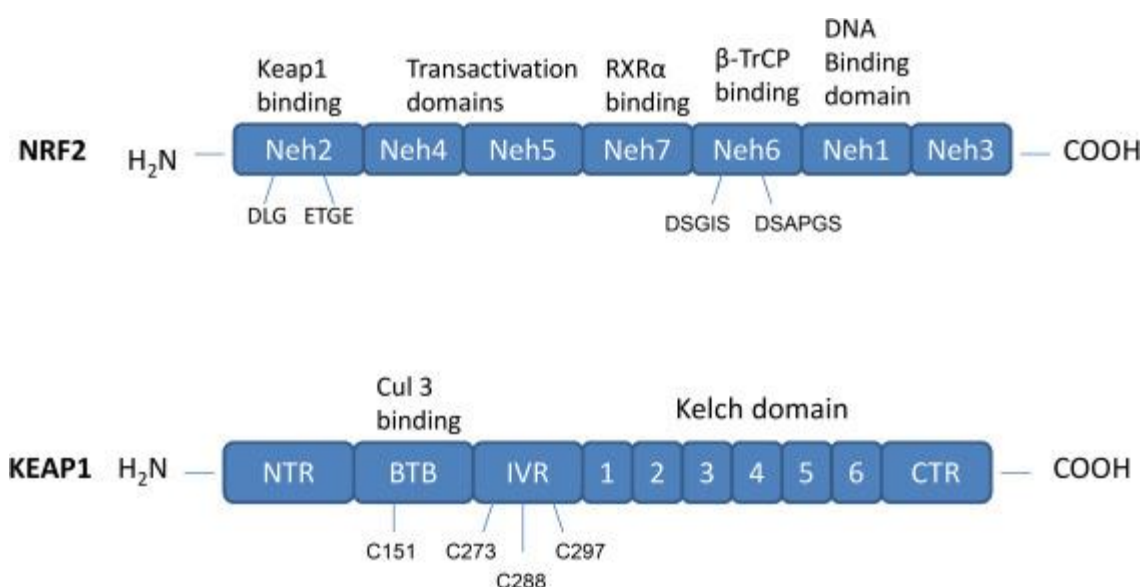 Keap1
binding
Transactivation
domains
RXRα
binding
β-TrCP
binding
DNA
Binding
domain
NRF2 H₂N Neh2 Neh4 Neh5 Neh7 Neh6 Neh1 Neh3 COOH
DLG ETGE DSGIS DSAPGS
Cul 3
binding
Kelch domain
KEAP1 H₂N NTR BTB IVR 1 2 3 4 5 6 CTR COOH
C151 C273 C297
C288